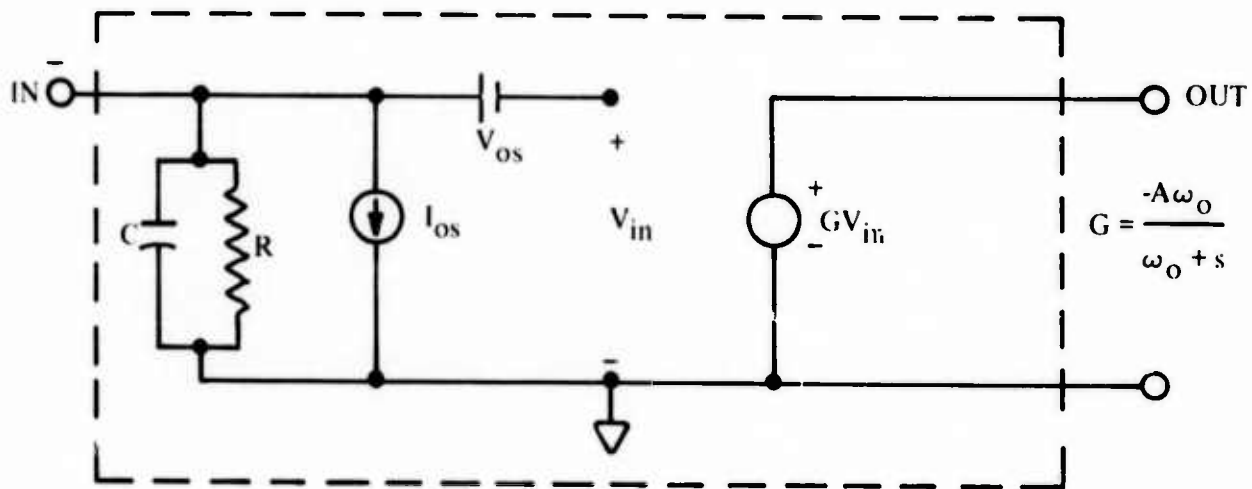 IN
-
OUT
V_os
+
C
R
I_os
V_in
+
GV_in
-
G = -Aω_o / ω_o + s
-